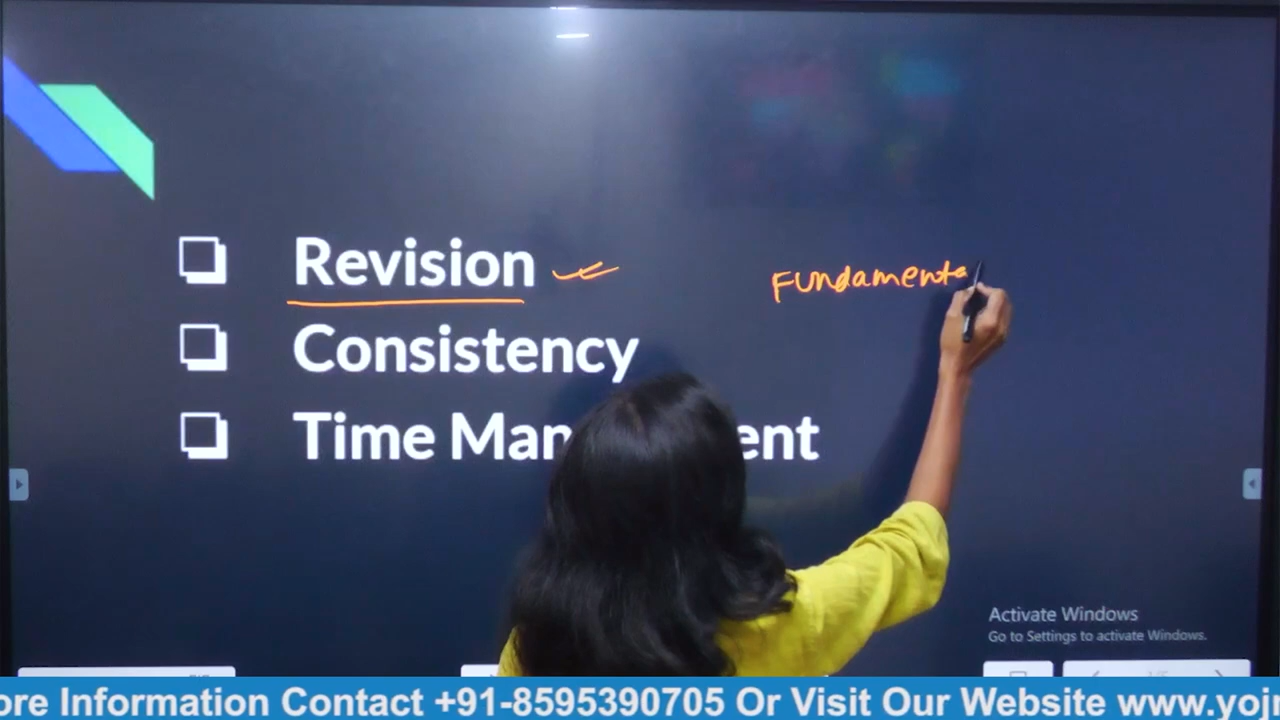 Revision
Fundamenta
Consistency
Time Man ent
Activate Windows
Go to Settings to activate Windows.
ore Information Contact +91-8595390705 Or Visit Our Website www.yoj